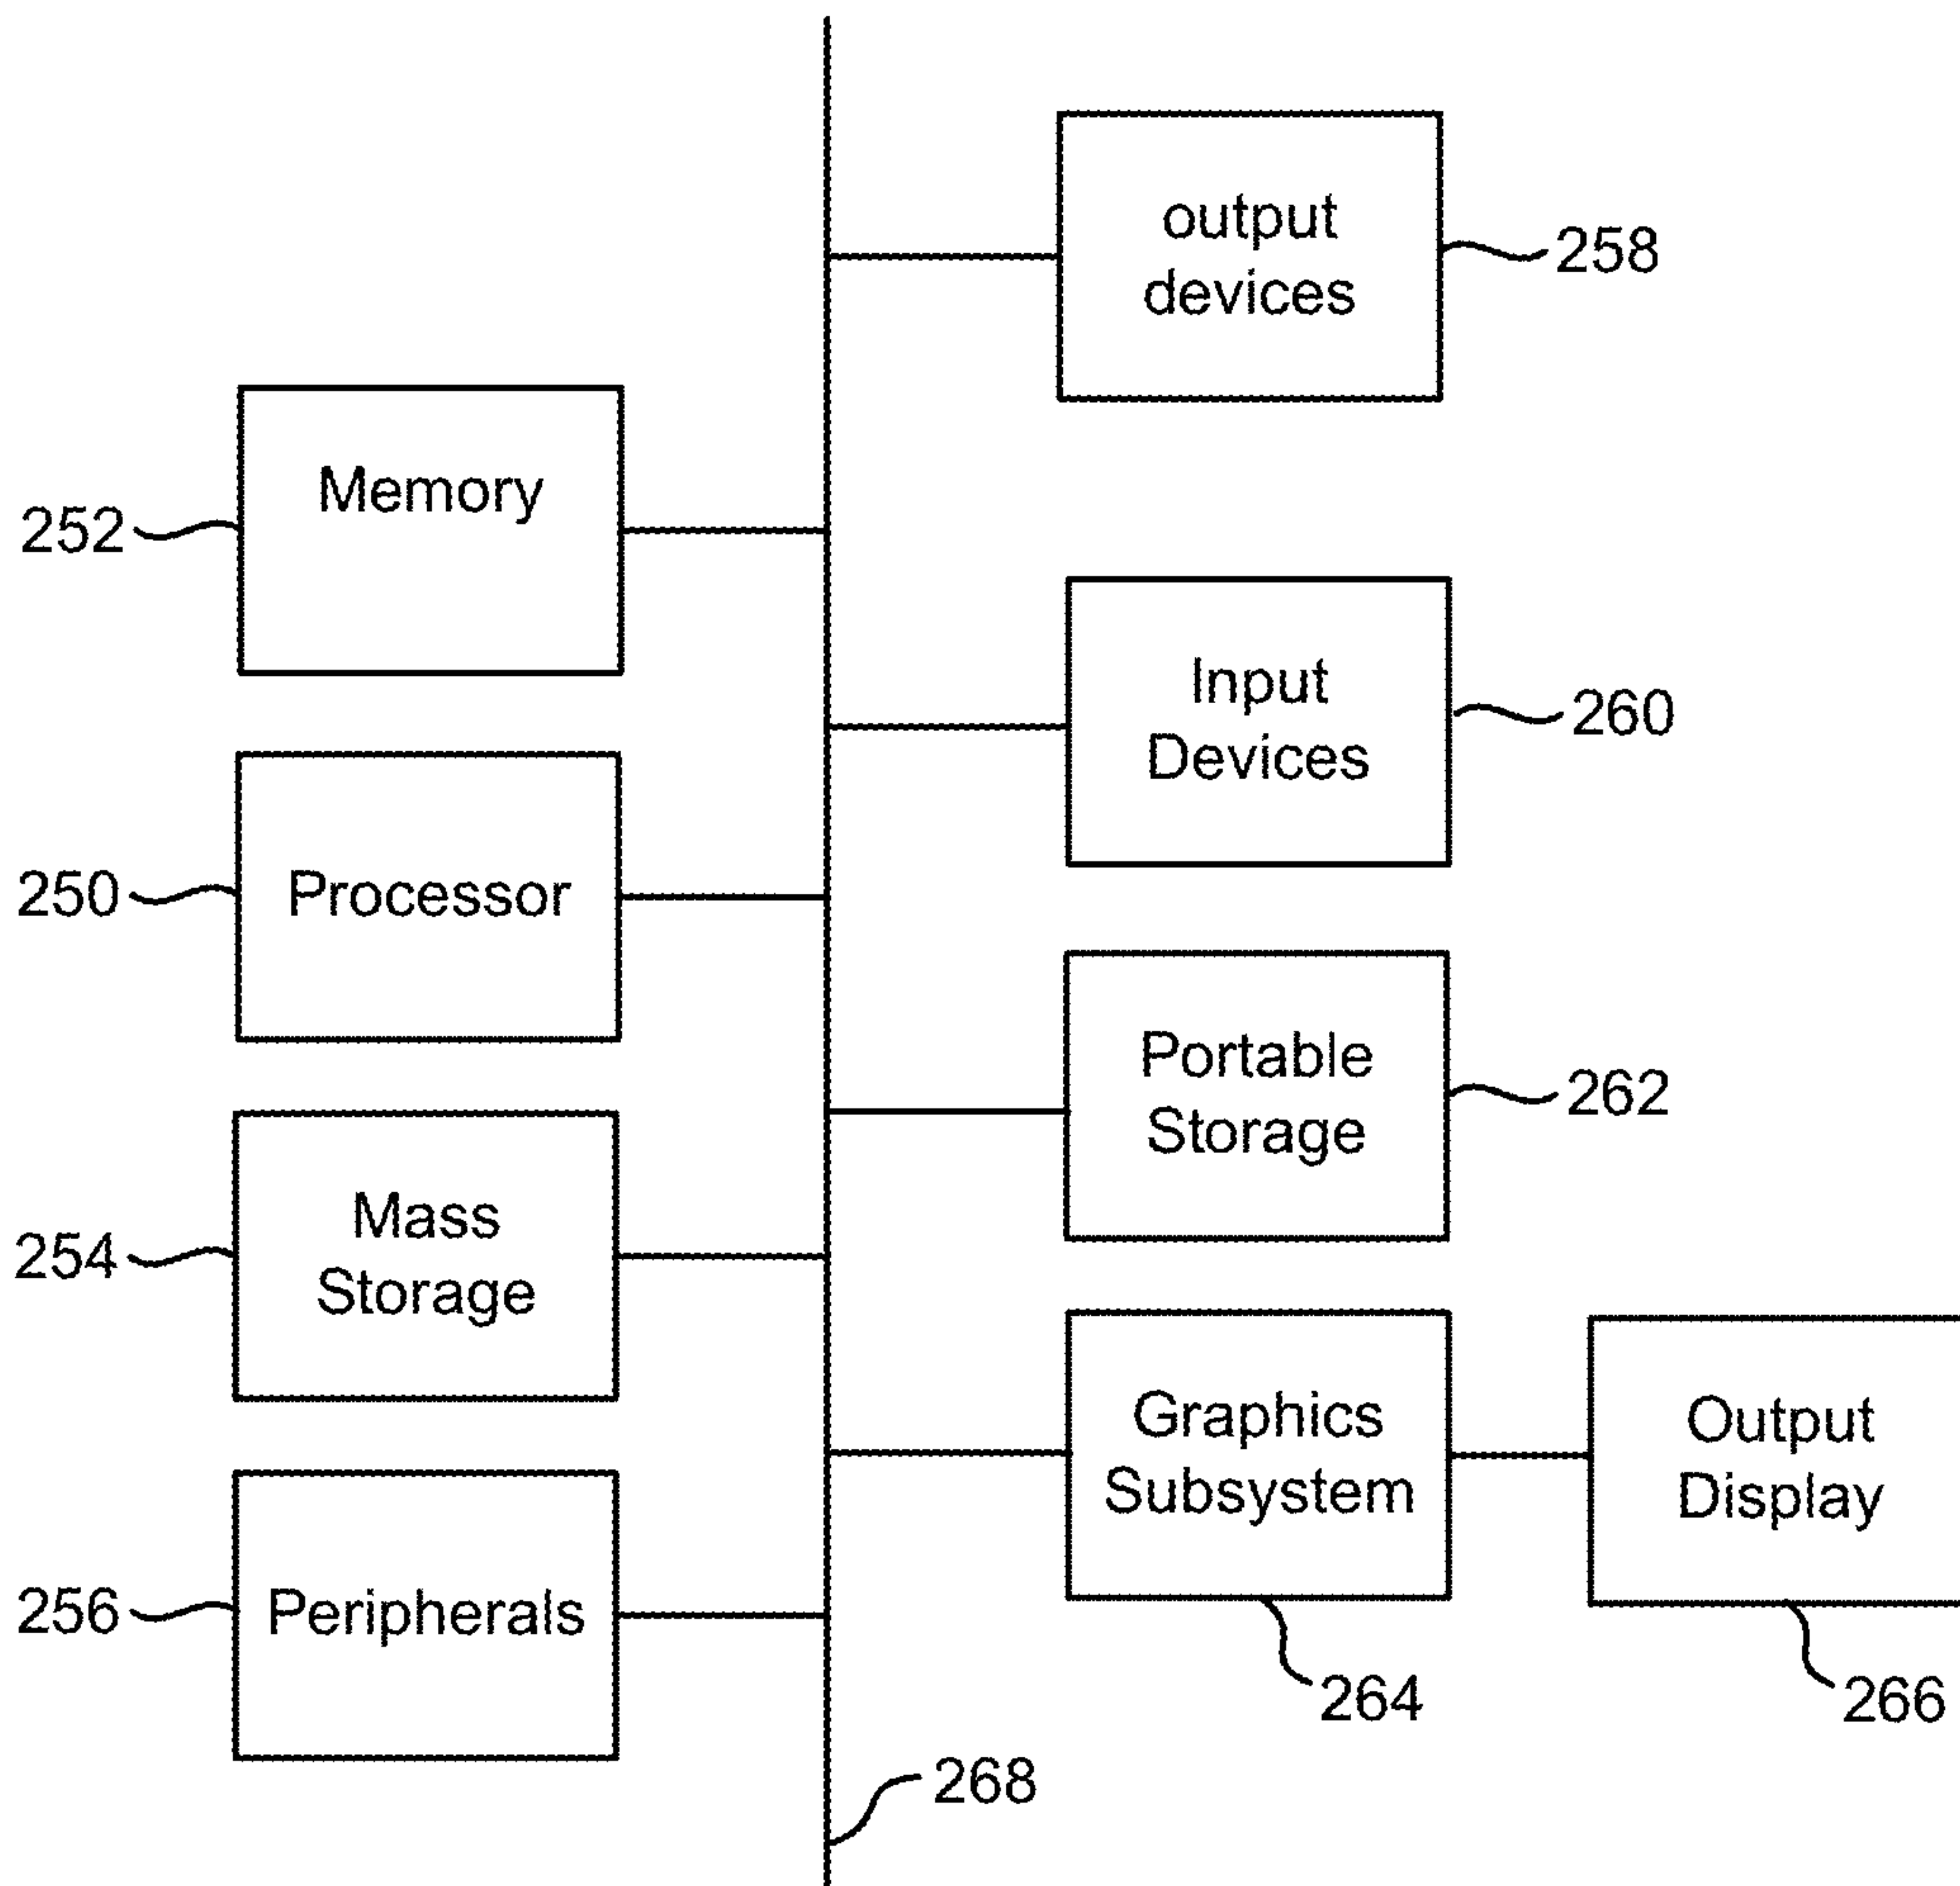 output
devices
258
Memory
252
Input
Devices
260
Processor
250
Portable
Storage
262
Mass
Storage
254
Graphics
Subsystem
264
Output
Display
266
Peripherals
256
268